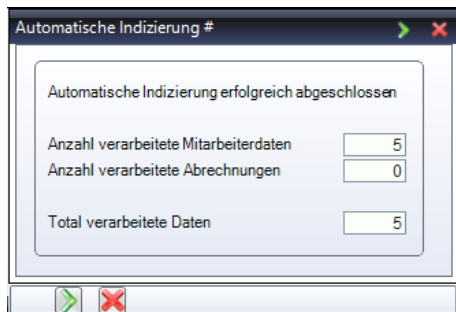 Automatische Indizierung #
Automatische Indizierung erfolgreich abgeschlossen
Anzahl verarbeitete Mitarbeiterdaten 5
Anzahl verarbeitete Abrechnungen 0
Total verarbeitete Daten 5